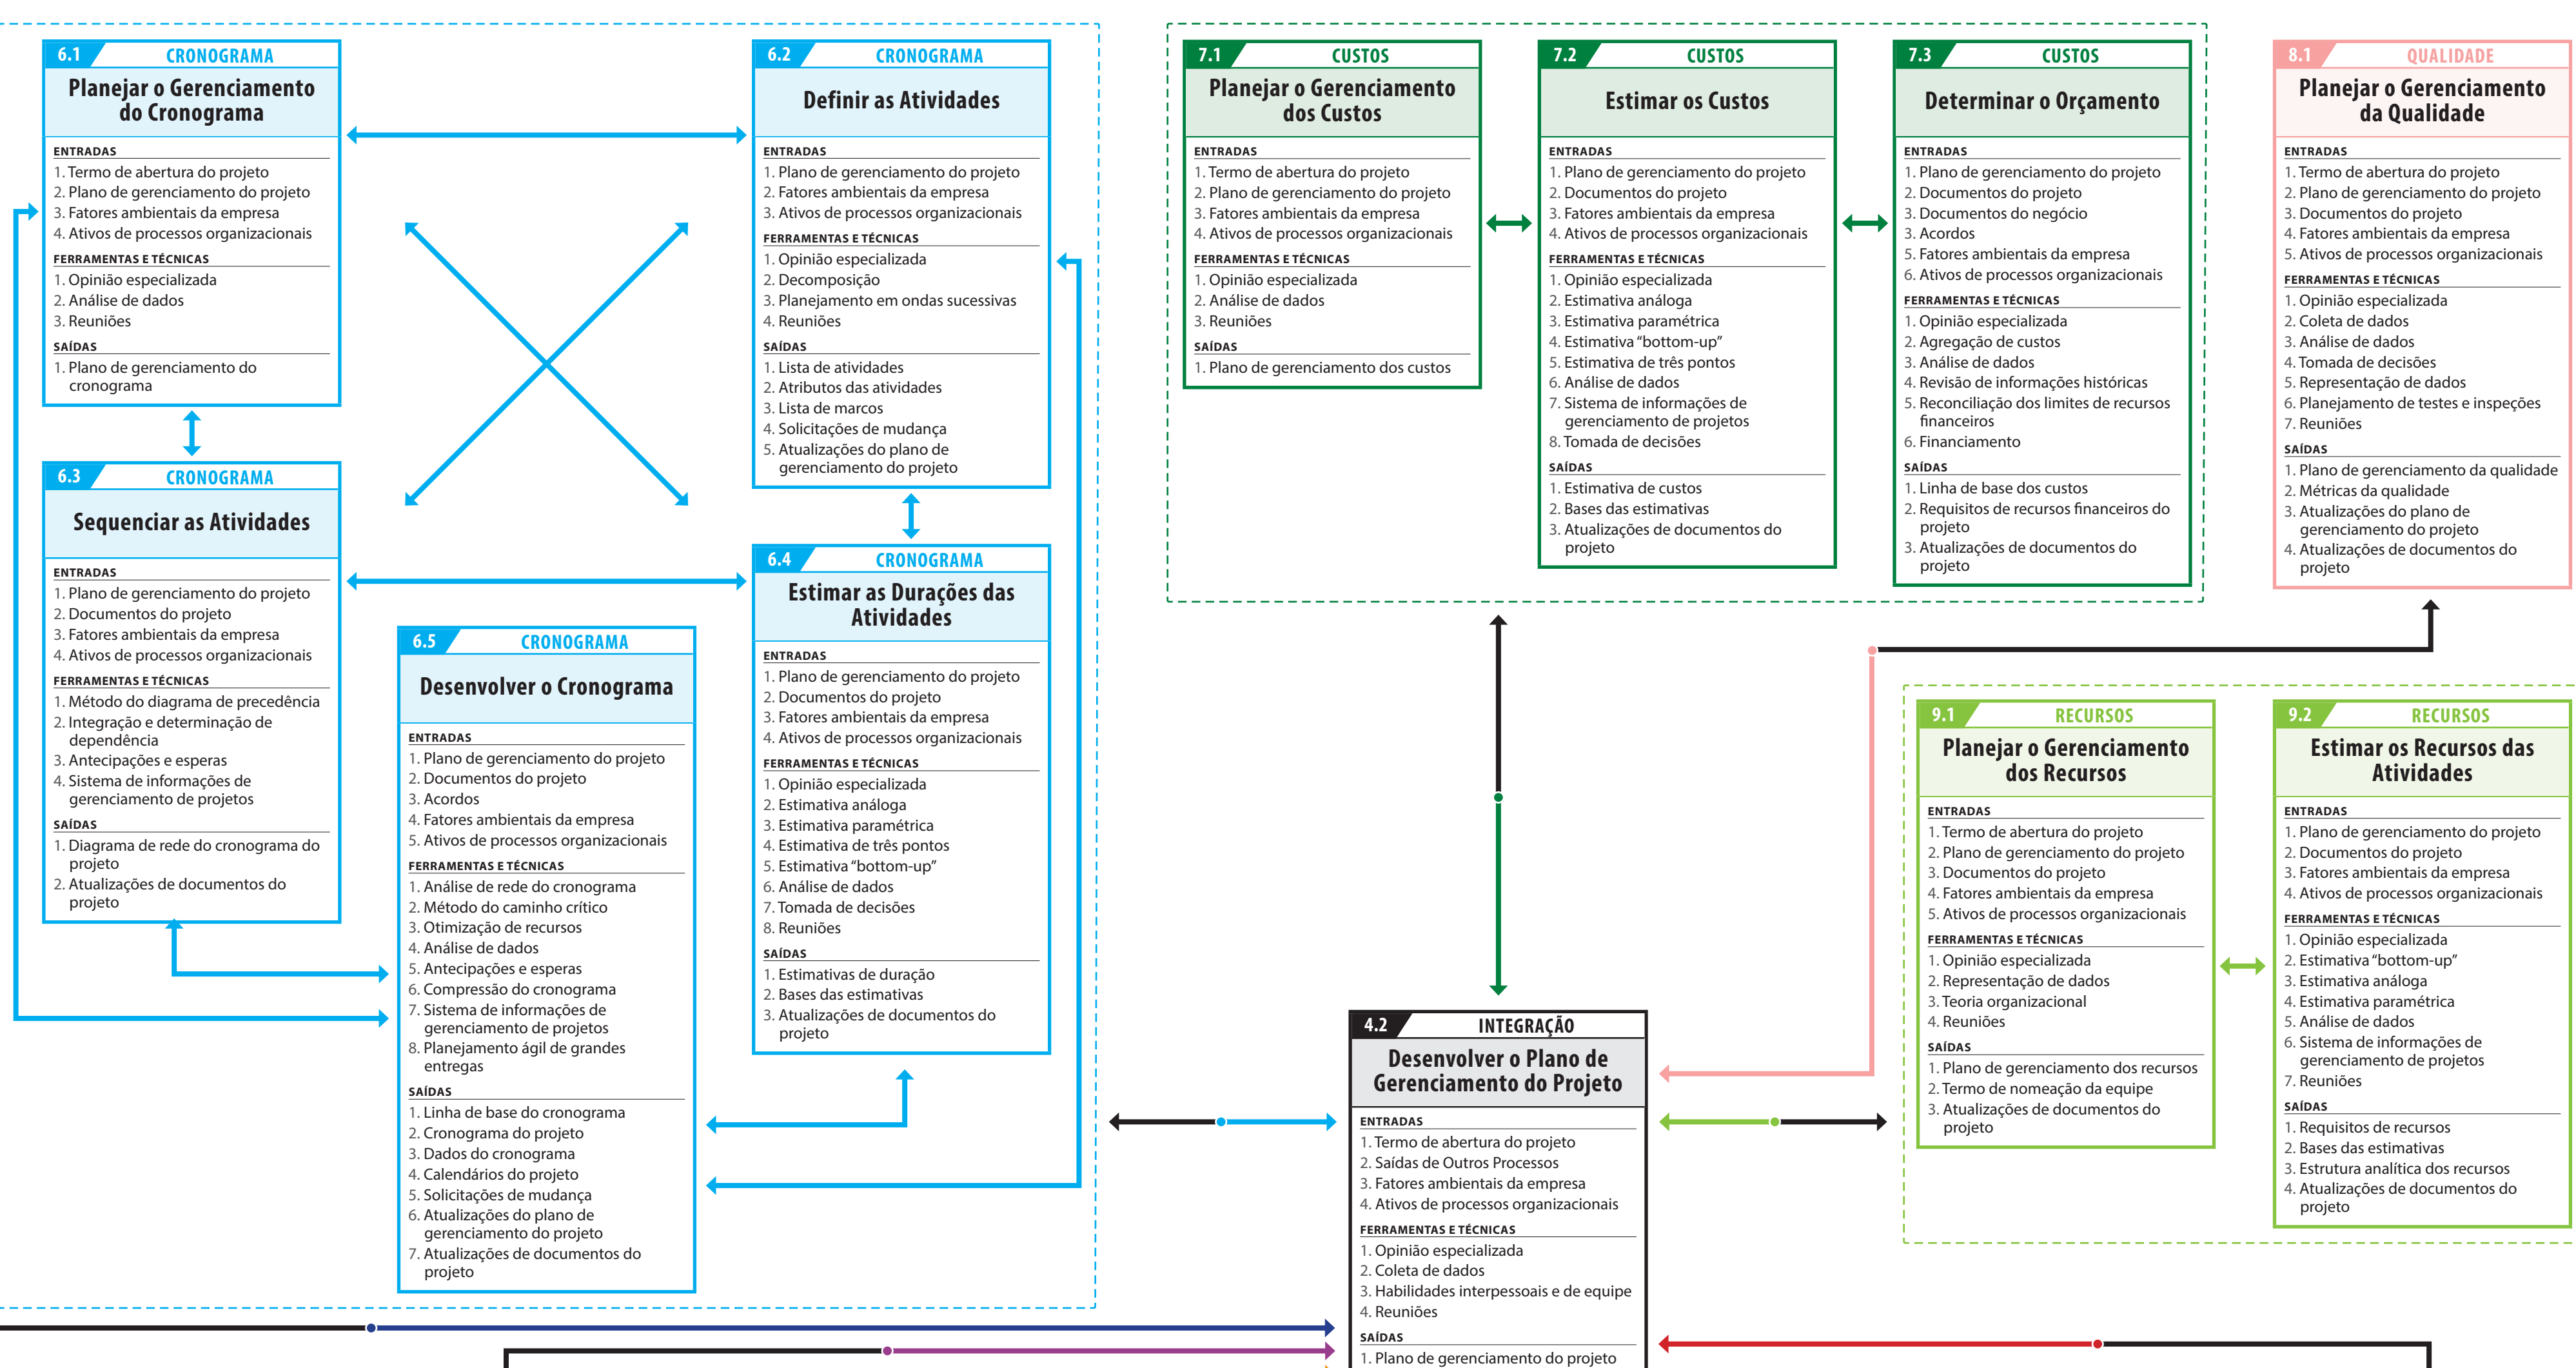 6.1 CRONOGRAMA
Planejar o Gerenciamento
do Cronograma
ENTRADAS
1. Termo de abertura do projeto
2. Plano de gerenciamento do projeto
3. Fatores ambientais da empresa
4. Ativos de processos organizacionais
FERRAMENTAS E TÉCNICAS
1. Opinião especializada
2. Análise de dados
3. Reuniões
SAÍDAS
1. Plano de gerenciamento do
cronograma
6.2 CRONOGRAMA
Definir as Atividades
ENTRADAS
1. Plano de gerenciamento do projeto
2. Fatores ambientais da empresa
3. Ativos de processos organizacionais
FERRAMENTAS E TÉCNICAS
1. Opinião especializada
2. Decomposição
3. Planejamento em ondas sucessivas
4. Reuniões
SAÍDAS
1. Lista de atividades
2. Atributos das atividades
3. Lista de marcos
4. Solicitações de mudança
5. Atualizações do plano de
gerenciamento do projeto
6.3 CRONOGRAMA
Sequenciar as Atividades
ENTRADAS
1. Plano de gerenciamento do projeto
2. Documentos do projeto
3. Fatores ambientais da empresa
4. Ativos de processos organizacionais
FERRAMENTAS E TÉCNICAS
1. Método do diagrama de precedência
2. Integração e determinação de
dependência
3. Antecipações e esperas
4. Sistema de informações de
gerenciamento de projetos
SAÍDAS
1. Diagrama de rede do cronograma do
projeto
2. Atualizações de documentos do
projeto
6.4 CRONOGRAMA
Estimar as Durações das
Atividades
ENTRADAS
1. Plano de gerenciamento do projeto
2. Documentos do projeto
3. Fatores ambientais da empresa
4. Ativos de processos organizacionais
FERRAMENTAS E TÉCNICAS
1. Opinião especializada
2. Estimativa análoga
3. Estimativa paramétrica
4. Estimativa de três pontos
5. Estimativa “bottom-up”
6. Análise de dados
7. Tomada de decisões
8. Reuniões
SAÍDAS
1. Estimativas de duração
2. Bases das estimativas
3. Atualizações de documentos do
projeto
6.5 CRONOGRAMA
Desenvolver o Cronograma
ENTRADAS
1. Plano de gerenciamento do projeto
2. Documentos do projeto
3. Acordos
4. Fatores ambientais da empresa
5. Ativos de processos organizacionais
FERRAMENTAS E TÉCNICAS
1. Análise de rede do cronograma
2. Método do caminho crítico
3. Otimização de recursos
4. Análise de dados
5. Antecipações e esperas
6. Compressão do cronograma
7. Sistema de informações de
gerenciamento de projetos
8. Planejamento ágil de grandes
entregas
SAÍDAS
1. Linha de base do cronograma
2. Cronograma do projeto
3. Dados do cronograma
4. Calendários do projeto
5. Solicitações de mudança
6. Atualizações do plano de
gerenciamento do projeto
7. Atualizações de documentos do
projeto
7.1 CUSTOS
Planejar o Gerenciamento
dos Custos
ENTRADAS
1. Termo de abertura do projeto
2. Plano de gerenciamento do projeto
3. Fatores ambientais da empresa
4. Ativos de processos organizacionais
FERRAMENTAS E TÉCNICAS
1. Opinião especializada
2. Análise de dados
3. Reuniões
SAÍDAS
1. Plano de gerenciamento dos custos
7.2 CUSTOS
Estimar os Custos
ENTRADAS
1. Plano de gerenciamento do projeto
2. Documentos do projeto
3. Fatores ambientais da empresa
4. Ativos de processos organizacionais
FERRAMENTAS E TÉCNICAS
1. Opinião especializada
2. Estimativa análoga
3. Estimativa paramétrica
4. Estimativa “bottom-up”
5. Estimativa de três pontos
6. Análise de dados
7. Sistema de informações de
gerenciamento de projetos
8. Tomada de decisões
SAÍDAS
1. Estimativa de custos
2. Bases das estimativas
3. Atualizações de documentos do
projeto
7.3 CUSTOS
Determinar o Orçamento
ENTRADAS
1. Plano de gerenciamento do projeto
2. Documentos do projeto
3. Documentos do negócio
3. Acordos
5. Fatores ambientais da empresa
6. Ativos de processos organizacionais
FERRAMENTAS E TÉCNICAS
1. Opinião especializada
2. Agregação de custos
3. Análise de dados
4. Revisão de informações históricas
5. Reconciliação dos limites de recursos
financeiros
6. Financiamento
SAÍDAS
1. Linha de base dos custos
2. Requisitos de recursos financeiros do
projeto
3. Atualizações de documentos do
projeto
8.1 QUALIDADE
Planejar o Gerenciamento
da Qualidade
ENTRADAS
1. Termo de abertura do projeto
2. Plano de gerenciamento do projeto
3. Documentos do projeto
4. Fatores ambientais da empresa
5. Ativos de processos organizacionais
FERRAMENTAS E TÉCNICAS
1. Opinião especializada
2. Coleta de dados
3. Análise de dados
4. Tomada de decisões
5. Representação de dados
6. Planejamento de testes e inspeções
7. Reuniões
SAÍDAS
1. Plano de gerenciamento da qualidade
2. Métricas da qualidade
3. Atualizações do plano de
gerenciamento do projeto
4. Atualizações de documentos do
projeto
9.1 RECURSOS
Planejar o Gerenciamento
dos Recursos
ENTRADAS
1. Termo de abertura do projeto
2. Plano de gerenciamento do projeto
3. Documentos do projeto
4. Fatores ambientais da empresa
5. Ativos de processos organizacionais
FERRAMENTAS E TÉCNICAS
1. Opinião especializada
2. Representação de dados
3. Teoria organizacional
4. Reuniões
SAÍDAS
1. Plano de gerenciamento dos recursos
2. Termo de nomeação da equipe
3. Atualizações de documentos do
projeto
9.2 RECURSOS
Estimar os Recursos das
Atividades
ENTRADAS
1. Plano de gerenciamento do projeto
2. Documentos do projeto
3. Fatores ambientais da empresa
4. Ativos de processos organizacionais
FERRAMENTAS E TÉCNICAS
1. Opinião especializada
2. Estimativa “bottom-up”
3. Estimativa análoga
4. Estimativa paramétrica
5. Análise de dados
6. Sistema de informações de
gerenciamento de projetos
7. Reuniões
SAÍDAS
1. Requisitos de recursos
2. Bases das estimativas
3. Estrutura analítica dos recursos
4. Atualizações de documentos do
projeto
4.2 INTEGRAÇÃO
Desenvolver o Plano de
Gerenciamento do Projeto
ENTRADAS
1. Termo de abertura do projeto
2. Saídas de Outros Processos
3. Fatores ambientais da empresa
4. Ativos de processos organizacionais
FERRAMENTAS E TÉCNICAS
1. Opinião especializada
2. Coleta de dados
3. Habilidades interpessoais e de equipe
4. Reuniões
SAÍDAS
1. Plano de gerenciamento do projeto